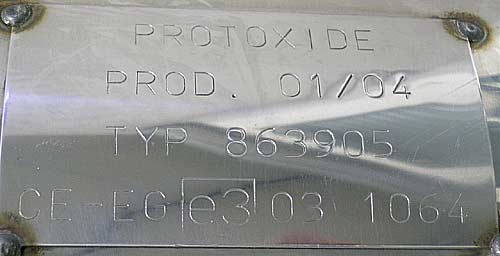 PROTOXIDE
PROD. 01/04
TYP 863905
CE-EG e3 03 1064